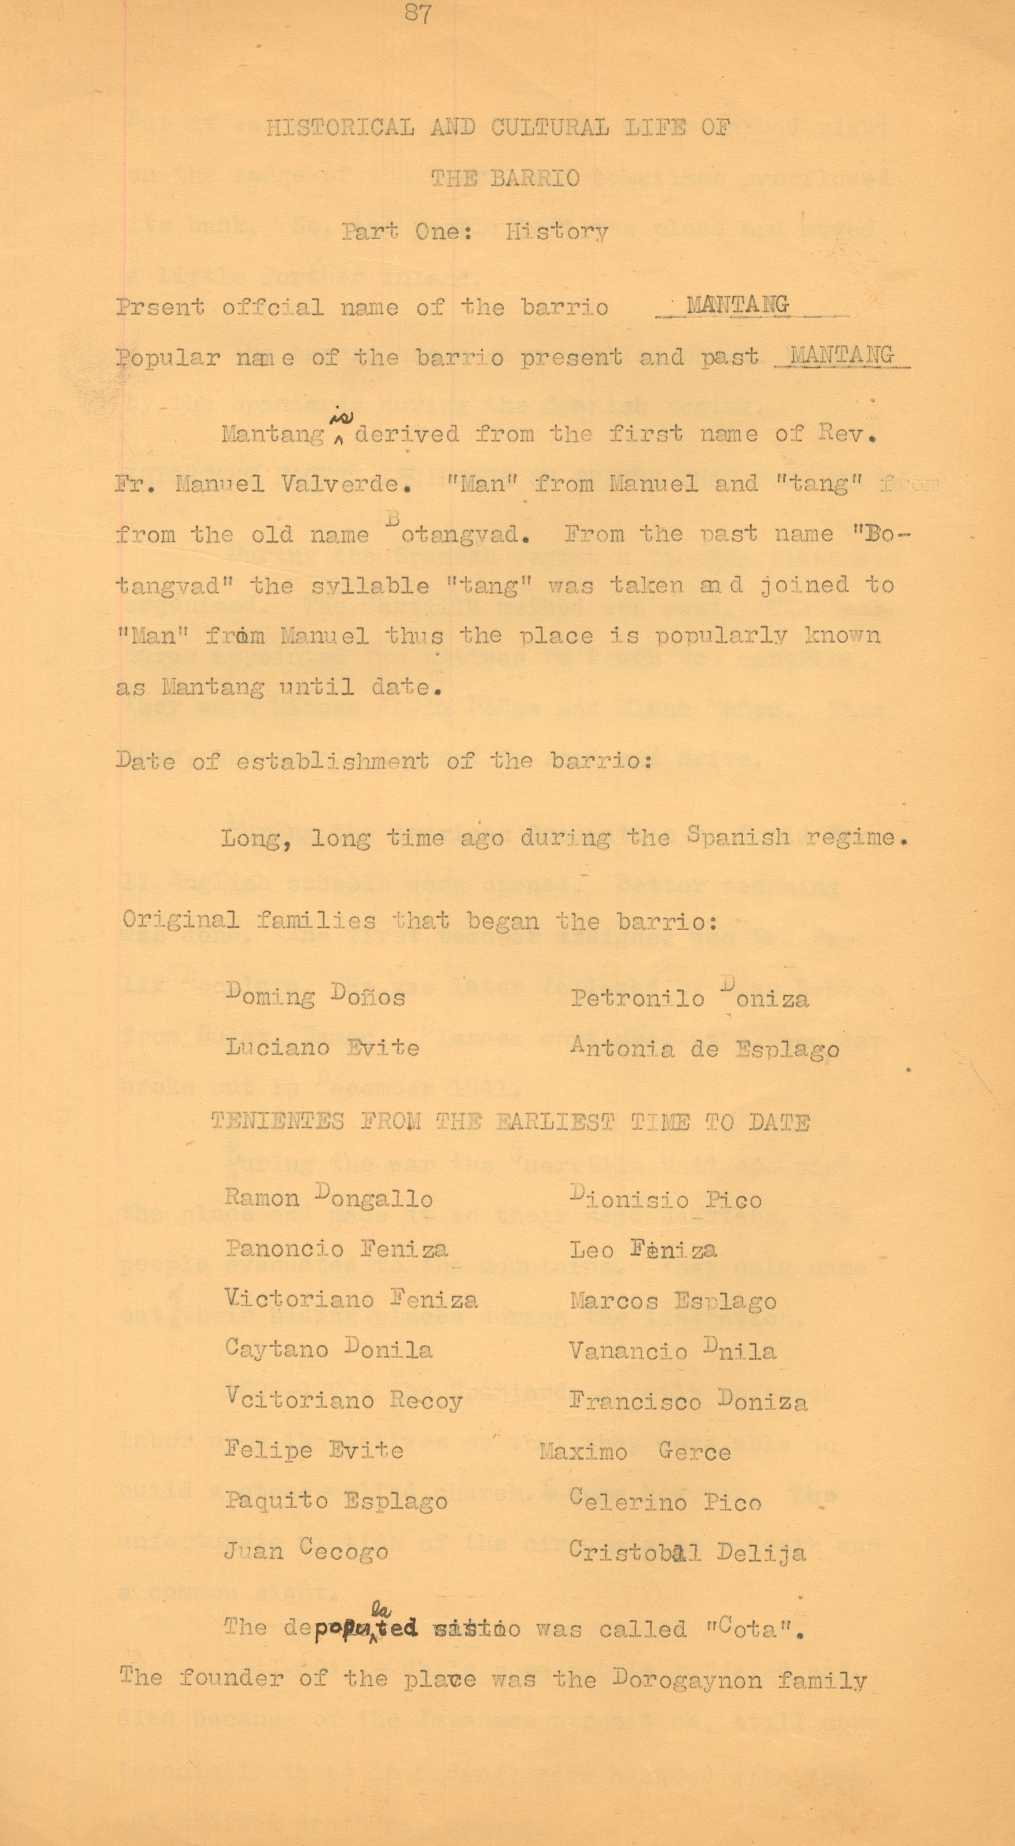 87
HISTORICAL AND CULTURAL LIFE OF
THE BARRIO
Part One: History
Prsent offcial name of the barrio MANTANG
Popular name of the barrio present and past MANTANG
Mantang is derived from the first name of Rev.
Fr. Manuel Valverde. "Man" from Manuel and "tang" from
from the old name Botangvad. From the past name "Bo-
tangvad" the syllable "tang" was taken and joined to
"Man" from Manuel thus the place is popularly known
as Mantang until date.
Date of establishment of the barrio:
Long, long time ago during the Spanish regime.
Original families that began the barrio:
Doming Doños Petronilo Doniza
Luciano Evite Antonia de Esplago
TENIENTES FROM THE EARLIEST TIME TO DATE
Ramon Dongallo Dionisio Pico
Panoncio Feniza Leo Feniza
Victoriano Feniza Marcos Esplago
Caytano Donila Vanancio Dnila
Vcitoriano Recoy Francisco Doniza
Felipe Evite Maximo Gerce
Paquito Esplago Celerino Pico
Juan Cecogo Cristobal Delija
The depopulated sitio was called "Cota".
The founder of the place was the Dorogaynon family